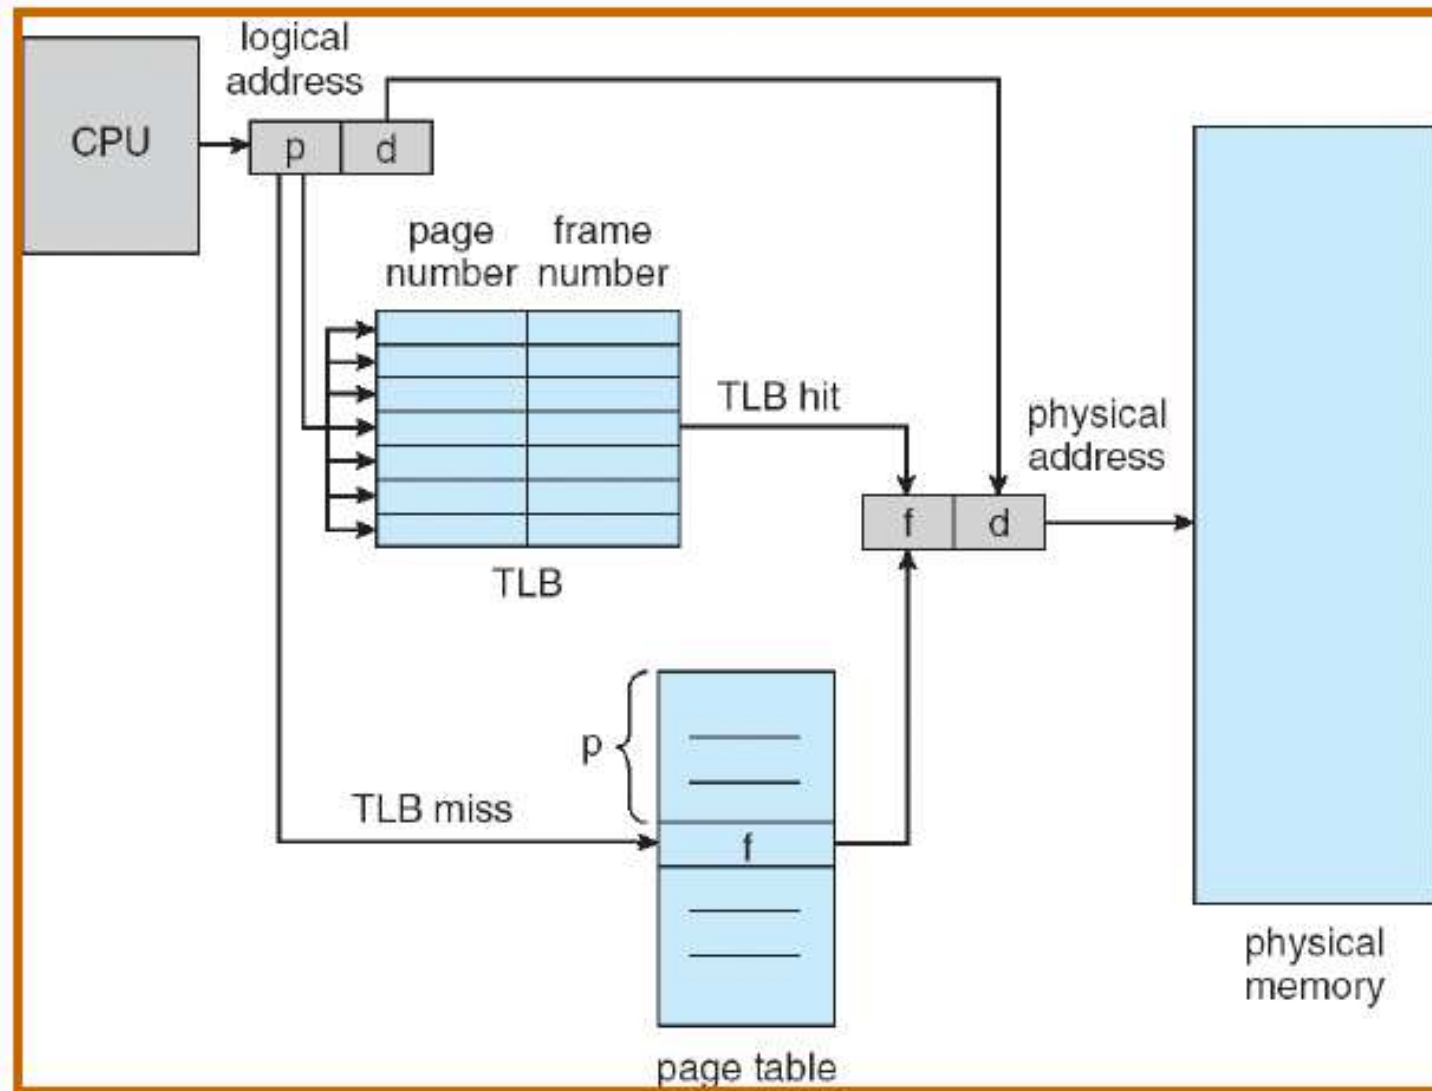 logical
address
CPU
p
d
page
number
frame
number
TLB hit
physical
address
f
d
TLB
p
TLB miss
f
physical
memory
page table